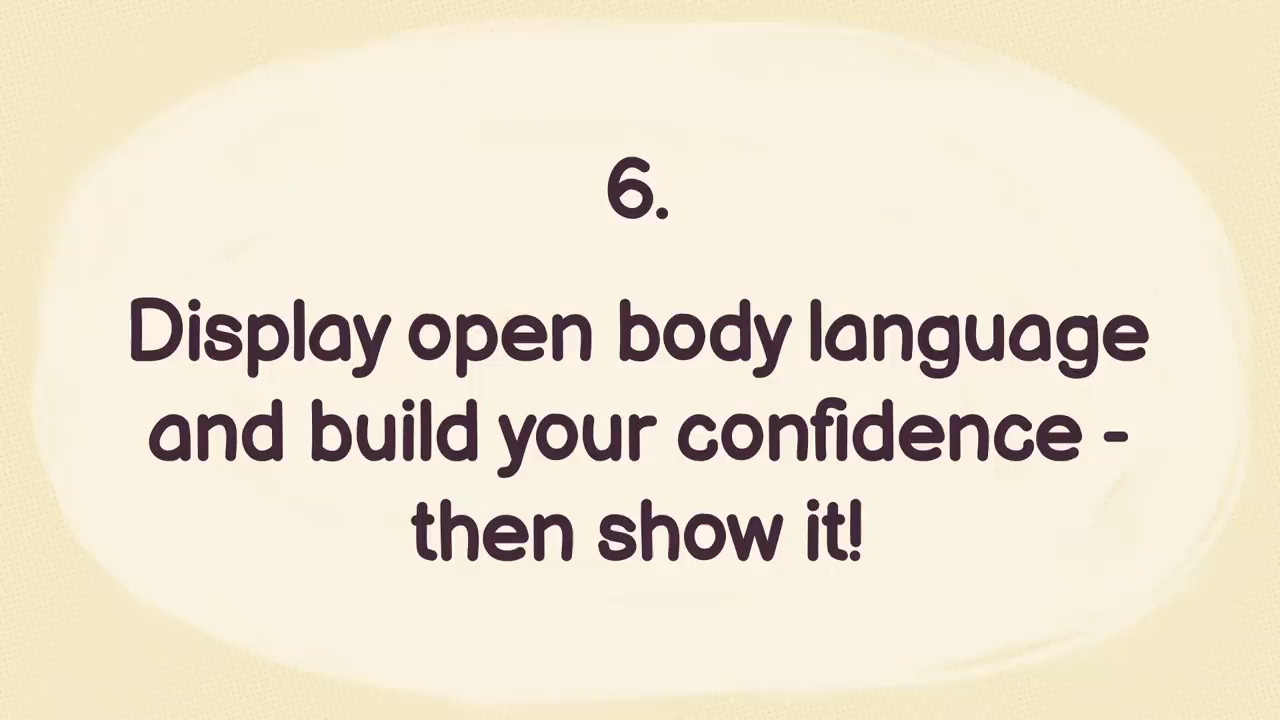 6.
Display open body language
and build your confidence -
then show it!